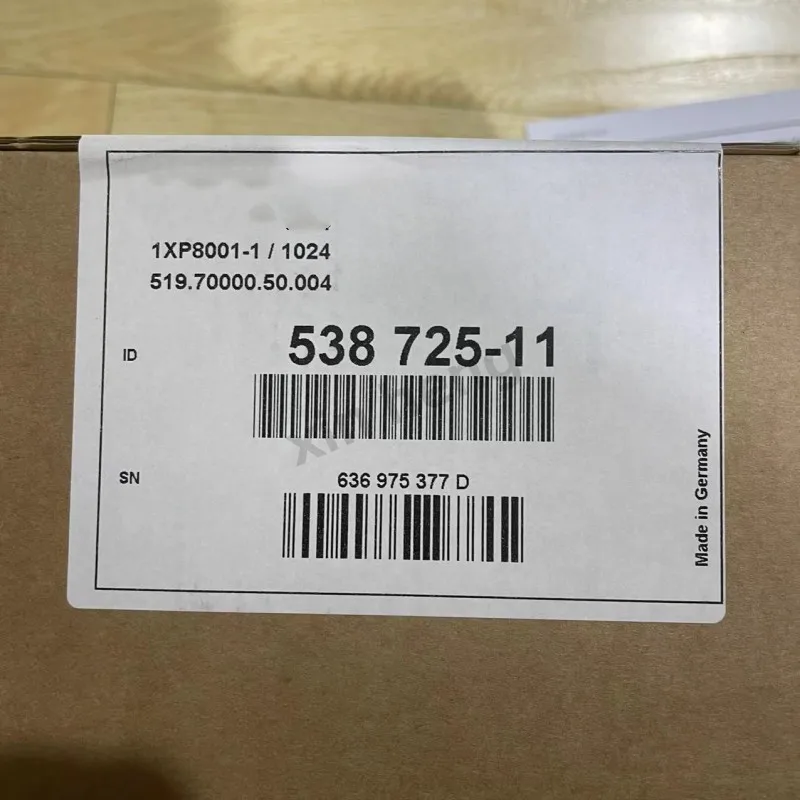 1XP8001-1 / 1024
519.70000.50.004
ID
538 725-11
SN
636 975 377 D
Made in Germany